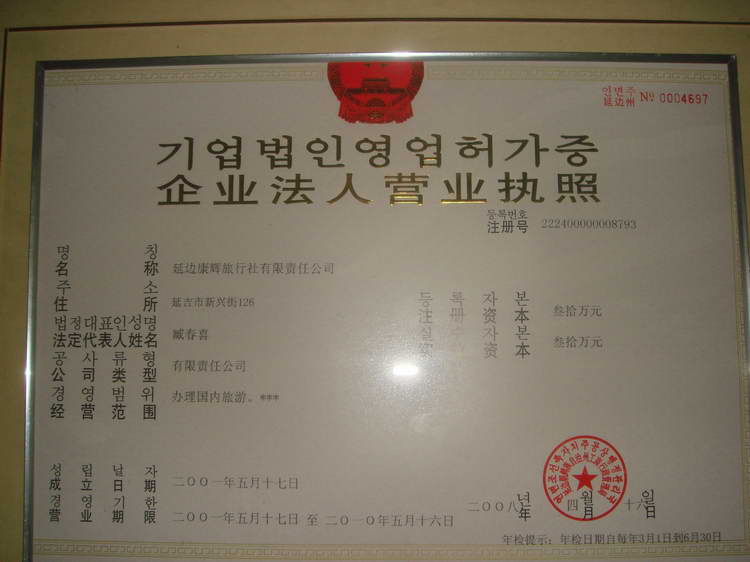 연변주
延边州 № 0004697
기업법인영업허가증
企业法人营业执照
등록번호
注册号 222400000008793
명칭
名称 延边康辉旅行社有限责任公司
주소
住所 延吉市新兴街126
등록자본
注册资本 叁拾万元
법정대표인성명
法定代表人姓名 臧春喜
실 자본
实 资本 叁拾万元
공사류형
公司类型 有限责任公司
경영범위
经营范围 办理国内旅游。***
성립날자
成立日期 二〇〇一年五月十七日
경영기한
营业期限 二〇〇一年五月十七日 至 二〇一〇年五月十六日
년 월 일
二〇〇八年 四月 十六日
年检提示：年检日期自每年3月1日到6月30日